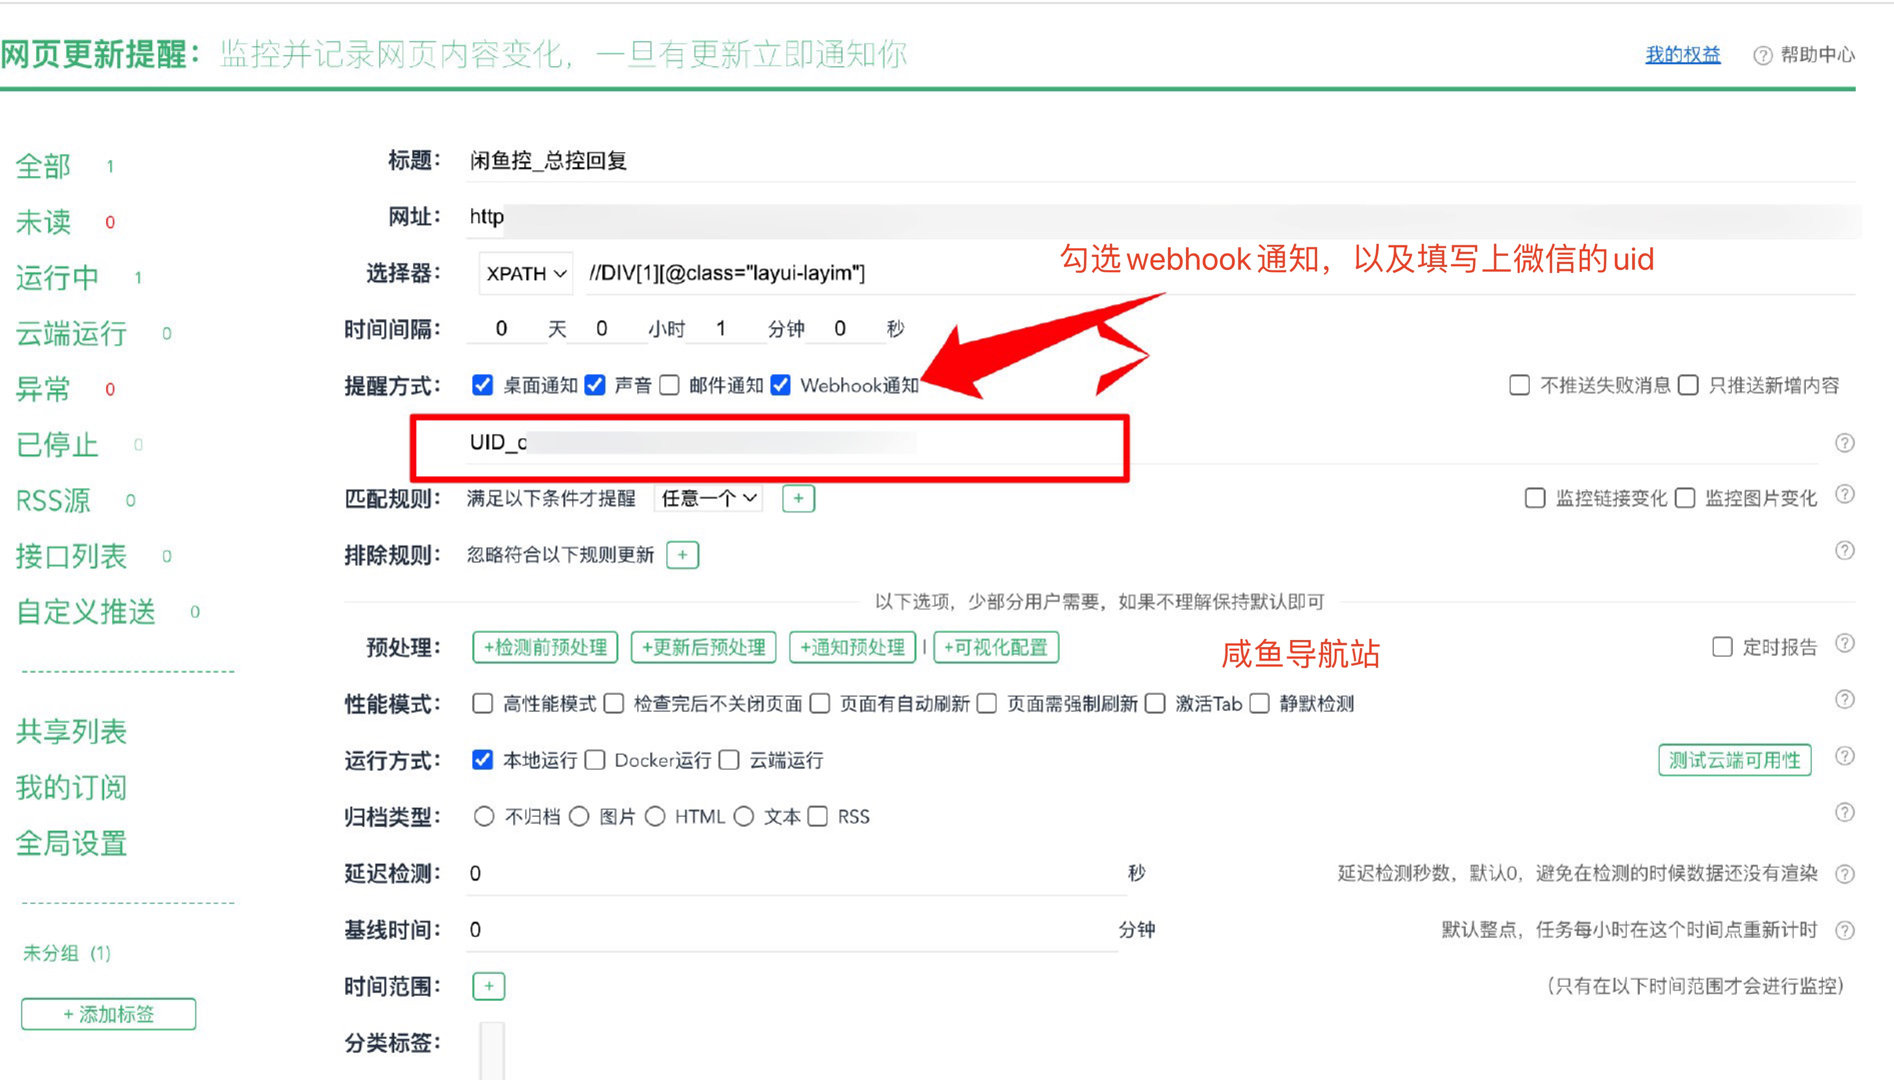 网页更新提醒：监控并记录网页内容变化，一旦有更新立即通知你
我的权益 ? 帮助中心
全部 1
未读 0
运行中 1
云端运行 0
异常 0
已停止 0
RSS源 0
接口列表 0
自定义推送 0
共享列表
我的订阅
全局设置
未分组 (1)
+ 添加标签
标题： 闲鱼控_总控回复
网址： http
勾选webhook通知，以及填写上微信的uid
选择器： XPATH //DIV[1][@class="layui-layim"]
时间间隔： 0 天 0 小时 1 分钟 0 秒
提醒方式： 桌面通知 声音 邮件通知 Webhook通知 不推送失败消息 只推送新增内容
UID_ ?
匹配规则： 满足以下条件才提醒 任意一个 + 监控链接变化 监控图片变化 ?
排除规则： 忽略符合以下规则更新 + ?
以下选项，少部分用户需要，如果不理解保持默认即可
预处理： +检测前预处理 +更新后预处理 +通知预处理 | +可视化配置 定时报告 ?
咸鱼导航站
性能模式： 高性能模式 检查完后不关闭页面 页面有自动刷新 页面需强制刷新 激活Tab 静默检测 ?
运行方式： 本地运行 Docker运行 云端运行 测试云端可用性 ?
归档类型： 不归档 图片 HTML 文本 RSS ?
延迟检测： 0 秒 延迟检测秒数，默认0，避免在检测的时候数据还没有渲染 ?
基线时间： 0 分钟 默认整点，任务每小时在这个时间点重新计时 ?
时间范围： + （只有在以下时间范围才会进行监控）
分类标签：